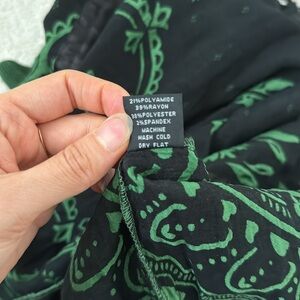 21%POLYAMIDE
39%RAYON
38%POLYESTER
2%SPANDEX
MACHINE
WASH COLD
DRY FLAT